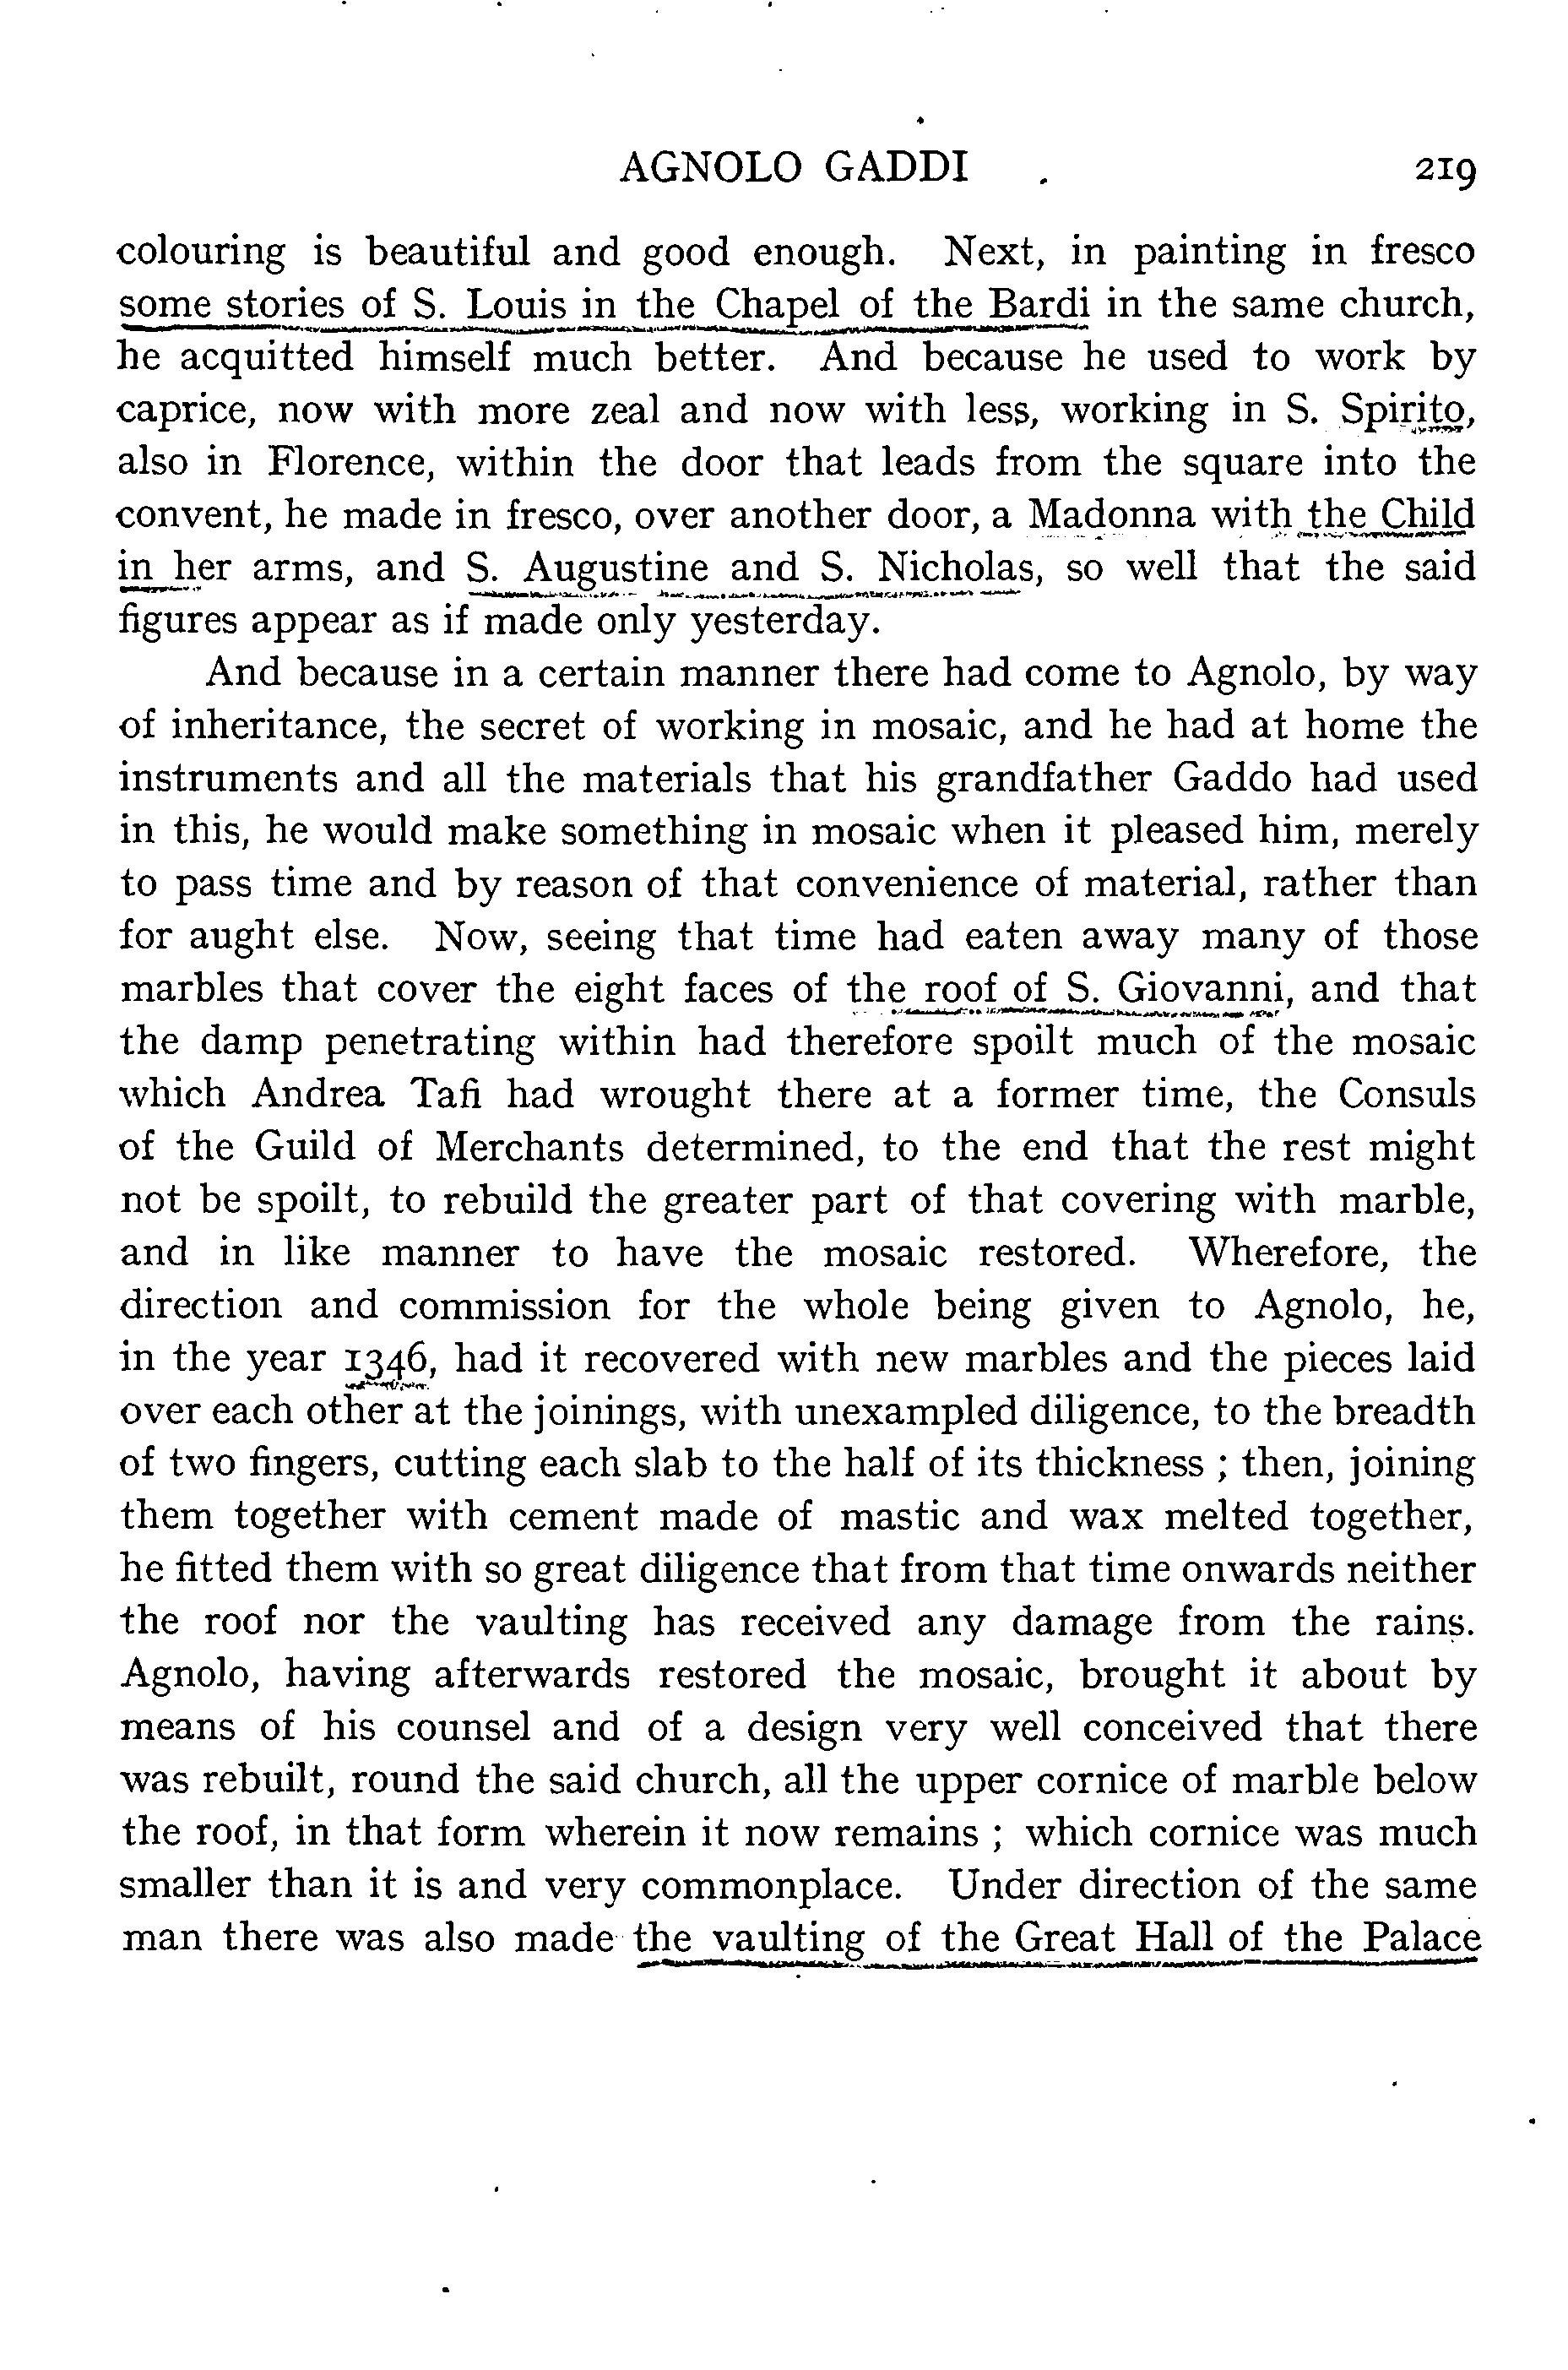 AGNOLO GADDI 219
colouring is beautiful and good enough. Next, in painting in fresco
some stories of S. Louis in the Chapel of the Bardi in the same church,
he acquitted himself much better. And because he used to work by
caprice, now with more zeal and now with less, working in S. Spirito,
also in Florence, within the door that leads from the square into the
convent, he made in fresco, over another door, a Madonna with the Child
in her arms, and S. Augustine and S. Nicholas, so well that the said
figures appear as if made only yesterday.
And because in a certain manner there had come to Agnolo, by way
of inheritance, the secret of working in mosaic, and he had at home the
instruments and all the materials that his grandfather Gaddo had used
in this, he would make something in mosaic when it pleased him, merely
to pass time and by reason of that convenience of material, rather than
for aught else. Now, seeing that time had eaten away many of those
marbles that cover the eight faces of the roof of S. Giovanni, and that
the damp penetrating within had therefore spoilt much of the mosaic
which Andrea Tafi had wrought there at a former time, the Consuls
of the Guild of Merchants determined, to the end that the rest might
not be spoilt, to rebuild the greater part of that covering with marble,
and in like manner to have the mosaic restored. Wherefore, the
direction and commission for the whole being given to Agnolo, he,
in the year 1346, had it recovered with new marbles and the pieces laid
over each other at the joinings, with unexampled diligence, to the breadth
of two fingers, cutting each slab to the half of its thickness ; then, joining
them together with cement made of mastic and wax melted together,
he fitted them with so great diligence that from that time onwards neither
the roof nor the vaulting has received any damage from the rains.
Agnolo, having afterwards restored the mosaic, brought it about by
means of his counsel and of a design very well conceived that there
was rebuilt, round the said church, all the upper cornice of marble below
the roof, in that form wherein it now remains ; which cornice was much
smaller than it is and very commonplace. Under direction of the same
man there was also made the vaulting of the Great Hall of the Palace